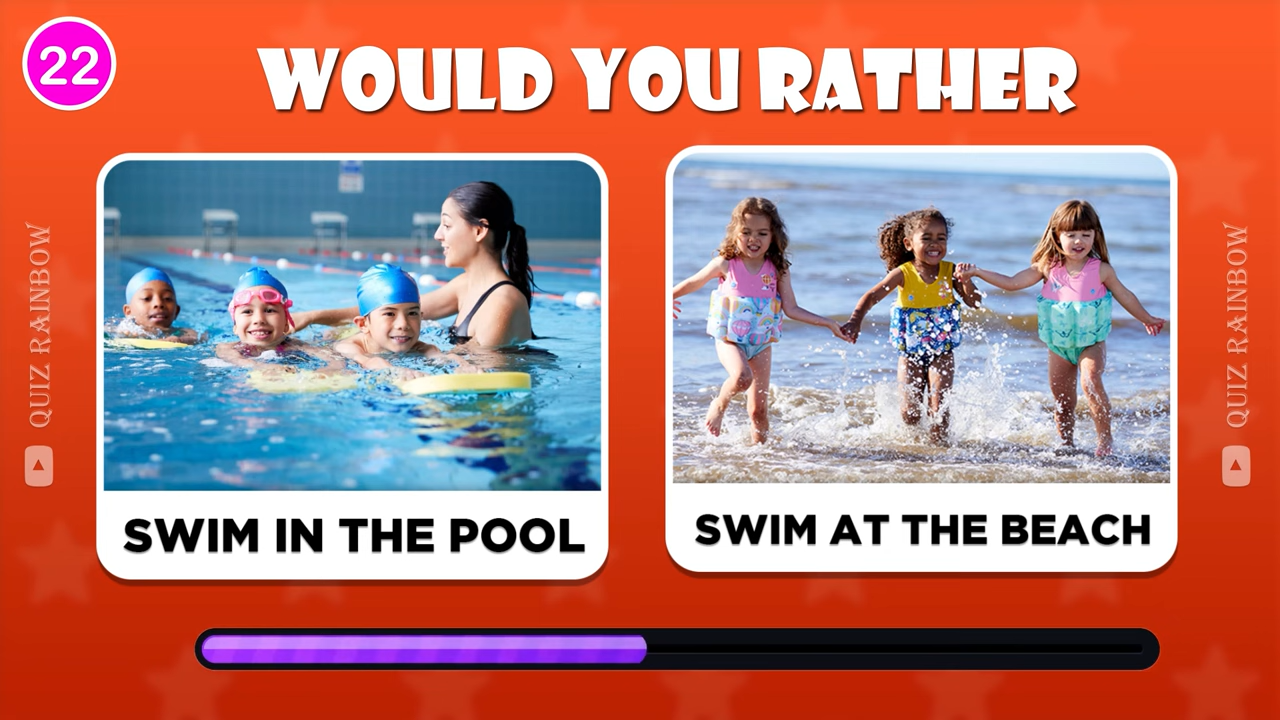 22
WOULD YOU RATHER
SWIM IN THE POOL
SWIM AT THE BEACH
QUIZ RAINBOW
QUIZ RAINBOW